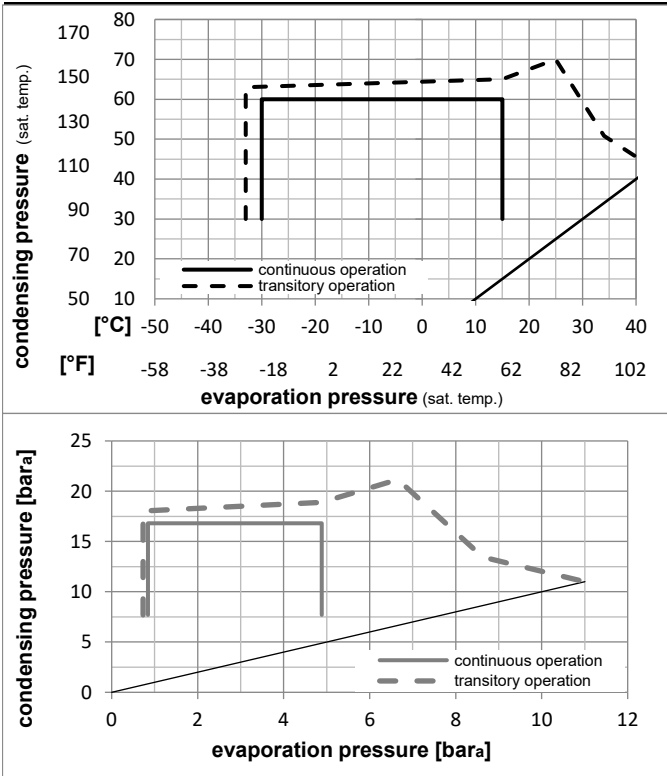 condensing pressure (sat. temp.)
170 80
150 70
60
130 50
110 40
90 30
70 20
50 10
continuous operation
transitory operation
[°C] -50 -40 -30 -20 -10 0 10 20 30 40
[°F] -58 -38 -18 2 22 42 62 82 102
evaporation pressure (sat. temp.)
condensing pressure [bara]
25
20
15
10
5
0
continuous operation
transitory operation
0 2 4 6 8 10 12
evaporation pressure [bara]